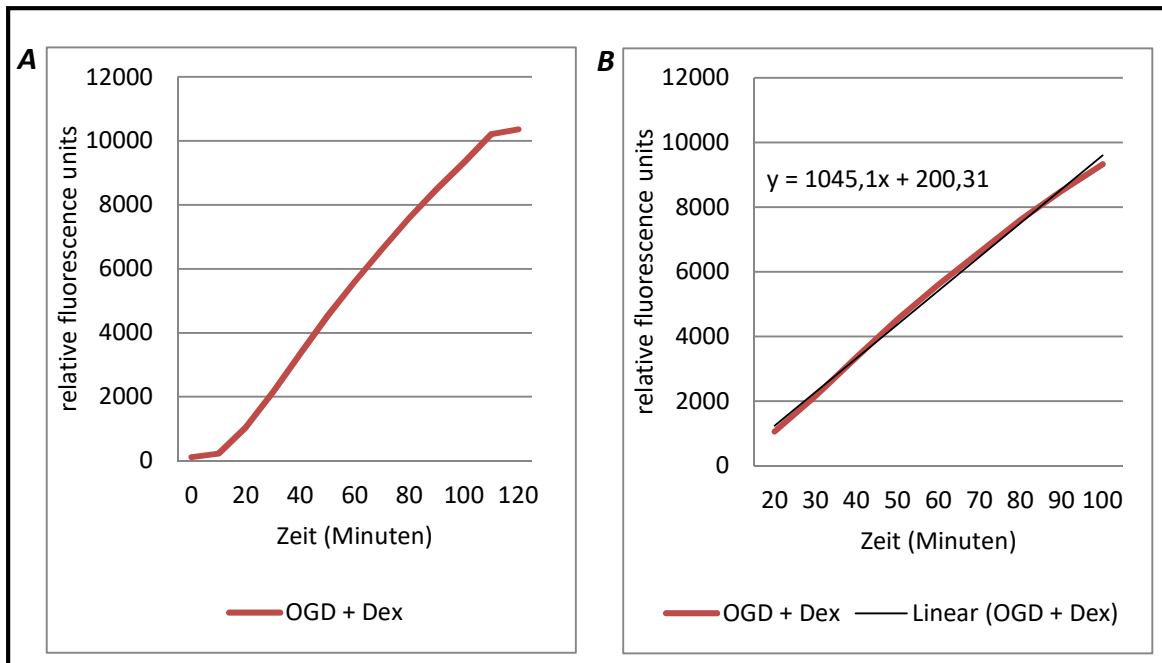 A
relative fluorescence units
12000
10000
8000
6000
4000
2000
0
0 20 40 60 80 100 120
Zeit (Minuten)
OGD + Dex
B
relative fluorescence units
12000
10000
8000
6000
4000
2000
0
y = 1045,1x + 200,31
20 30 40 50 60 70 80 90 100
Zeit (Minuten)
OGD + Dex Linear (OGD + Dex)